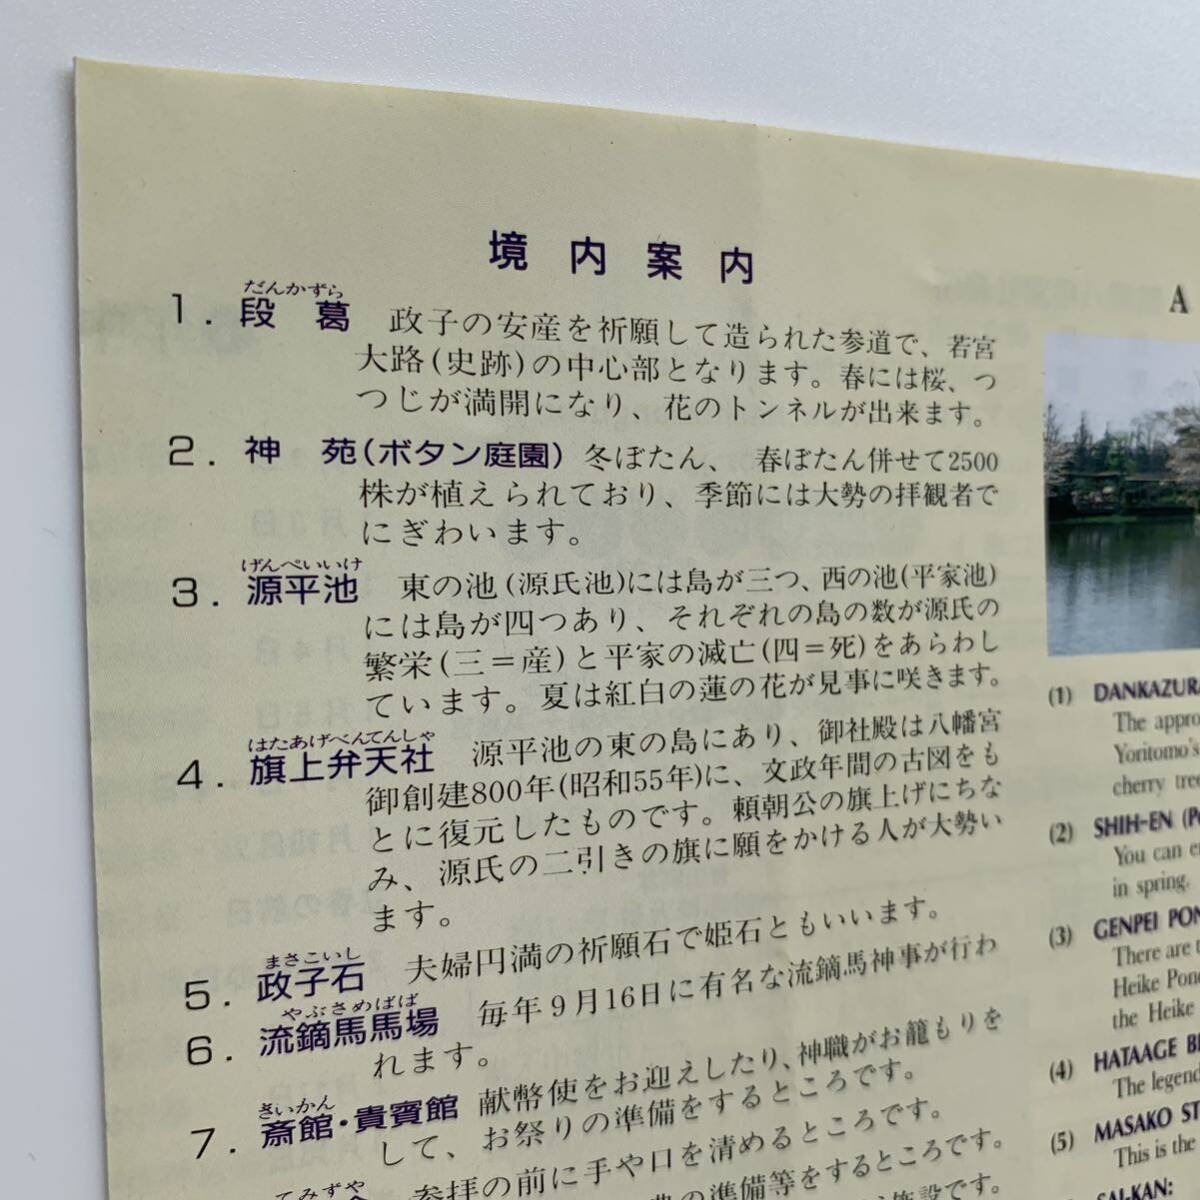 境内案内
だんかずら
1. 段葛 政子の安産を祈願して造られた参道で、若宮
大路(史跡)の中心部となります。春には桜、つ
つじが満開になり、花のトンネルが出来ます。
2. 神苑(ボタン庭園) 冬ぼたん、 春ぼたん併せて2500
株が植えられており、季節には大勢の拝観者で
にぎわいます。
げんぺいいけ
3. 源平池 東の池(源氏池)には島が三つ、西の池(平家池)
には島が四つあり、それぞれの島の数が源氏の
繁栄(三=産)と平家の滅亡(四=死)をあらわし
ています。夏は紅白の蓮の花が見事に咲きます。
はたあげべんてんしゃ
4. 旗上弁天社 源平池の東の島にあり、御社殿は八幡宮
御創建800年(昭和55年)に、文政年間の古図をも
とに復元したものです。頼朝公の旗上げにちな
み、源氏の二引きの旗に願をかける人が大勢い
ます。
まさこいし
5. 政子石 夫婦円満の祈願石で姫石ともいいます。
やぶさめばば
6. 流鏑馬馬場 毎年9月16日に有名な流鏑馬神事が行わ
れます。
さいかん
7. 斎館・貴賓館 献幣使をお迎えしたり、神職がお籠もりを
して、お祭りの準備をするところです。
てみずや
参拝の前に手や口を清めるところです。
の準備等をするところです。
施設です。
A
(1) DANKAZURA
The appro
Yoritomo's
cherry tree
(2) SHIH-EN (P
You can e
in spring.
(3) GENPEI PON
There are t
Heike Pon
the Heike
(4) HATAAGE BE
The legend
(5) MASAKO ST
This is the
SAI-KAN: